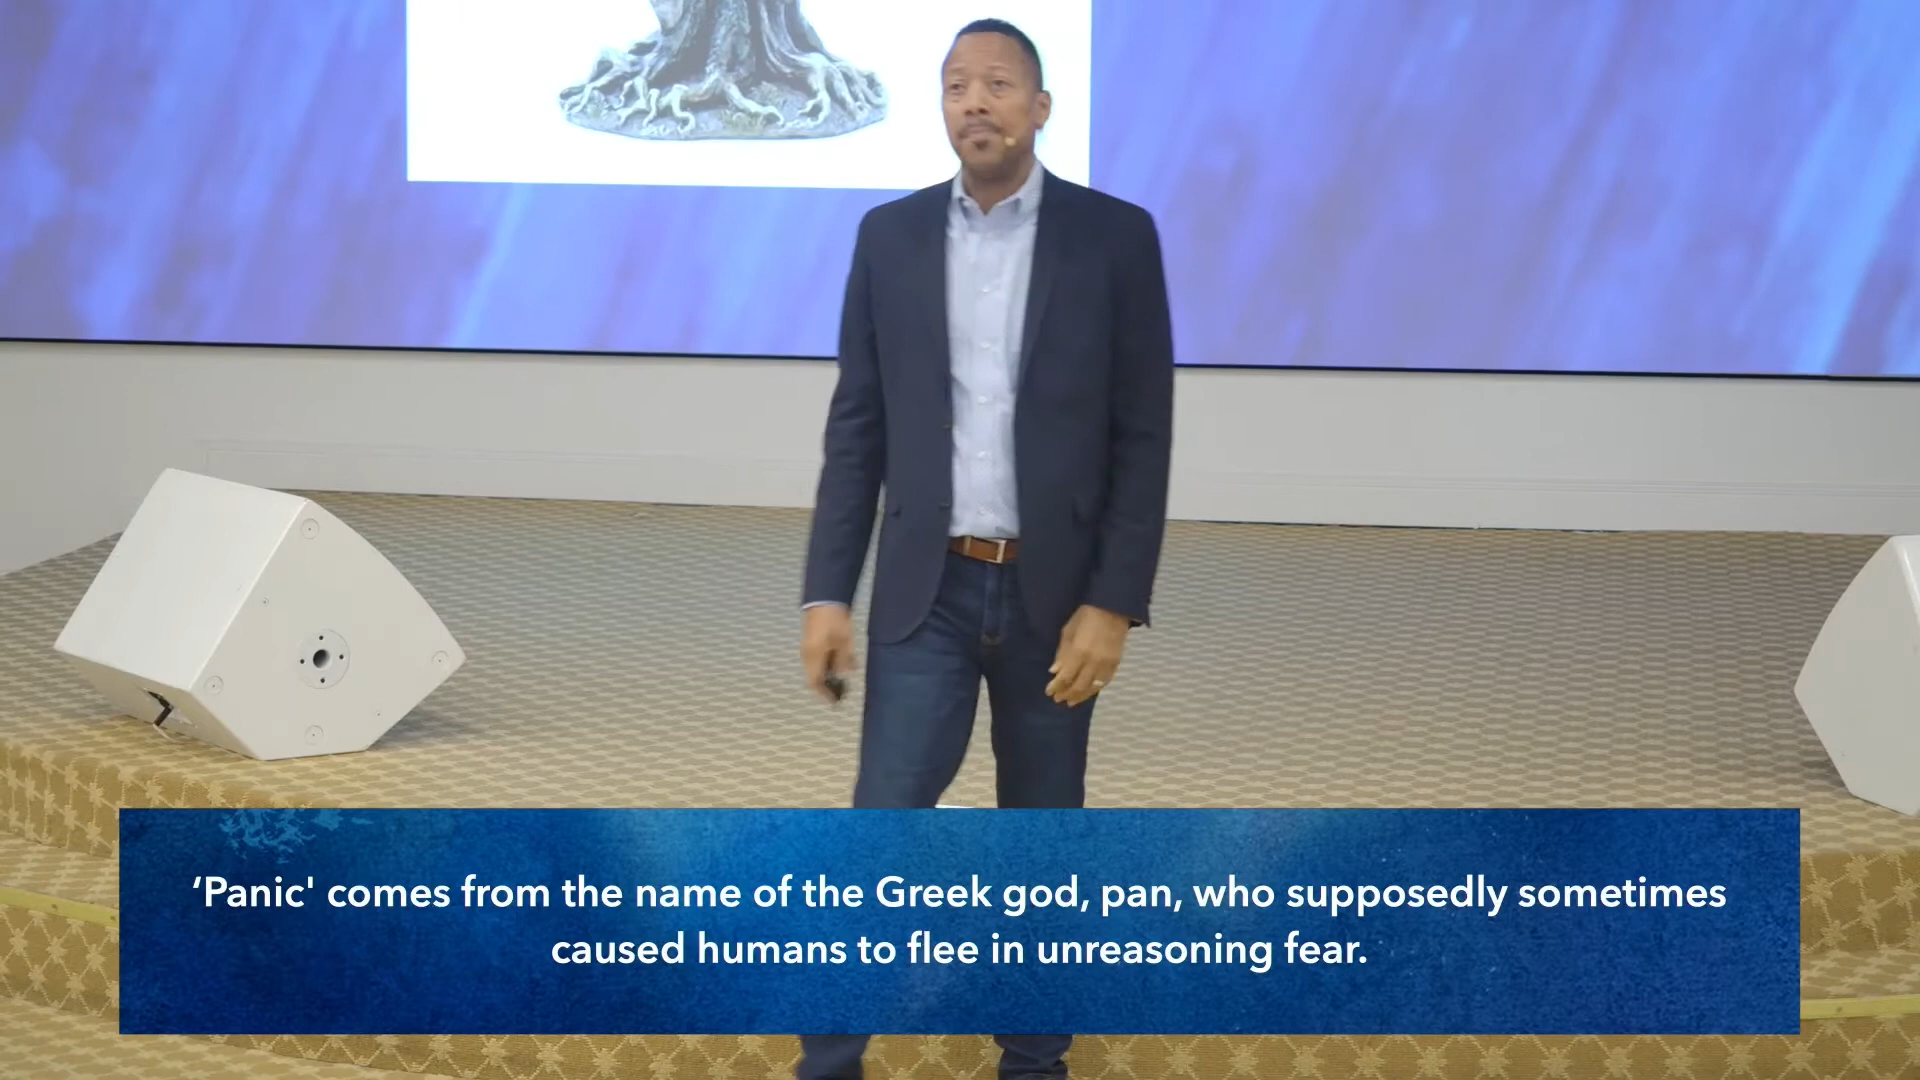 ‘Panic' comes from the name of the Greek god, pan, who supposedly sometimes
caused humans to flee in unreasoning fear.